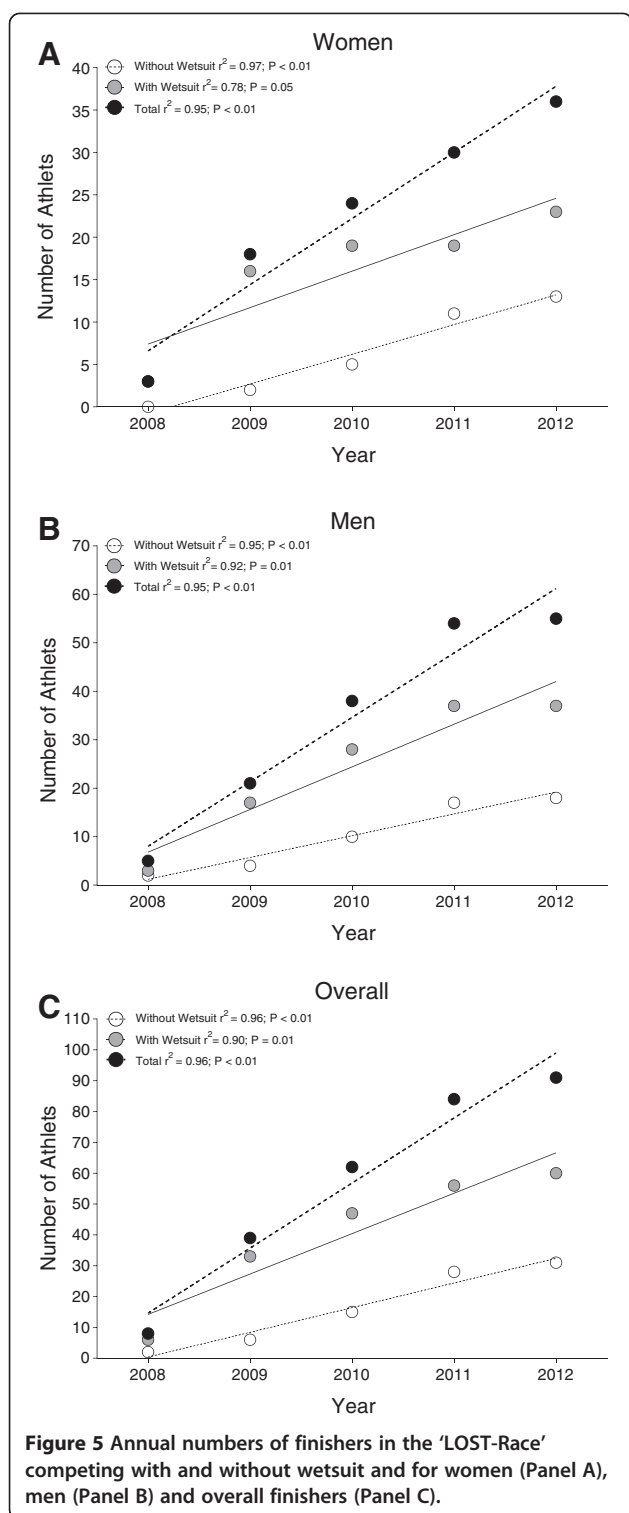 A
Women
Without Wetsuit r² = 0.97; P < 0.01
With Wetsuit r² = 0.78; P = 0.05
Total r² = 0.95; P < 0.01
40
35
30
25
20
15
10
5
0
Number of Athlets
2008 2009 2010 2011 2012
Year
B
Men
Without Wetsuit r² = 0.95; P < 0.01
With Wetsuit r² = 0.92; P = 0.01
Total r² = 0.95; P < 0.01
70
60
50
40
30
20
10
0
Number of Athlets
2008 2009 2010 2011 2012
Year
C
Overall
Without Wetsuit r² = 0.96; P < 0.01
With Wetsuit r² = 0.90; P = 0.01
Total r² = 0.96; P < 0.01
110
100
90
80
70
60
50
40
30
20
10
0
Number of Athlets
2008 2009 2010 2011 2012
Year
Figure 5 Annual numbers of finishers in the ‘LOST-Race’
competing with and without wetsuit and for women (Panel A),
men (Panel B) and overall finishers (Panel C).